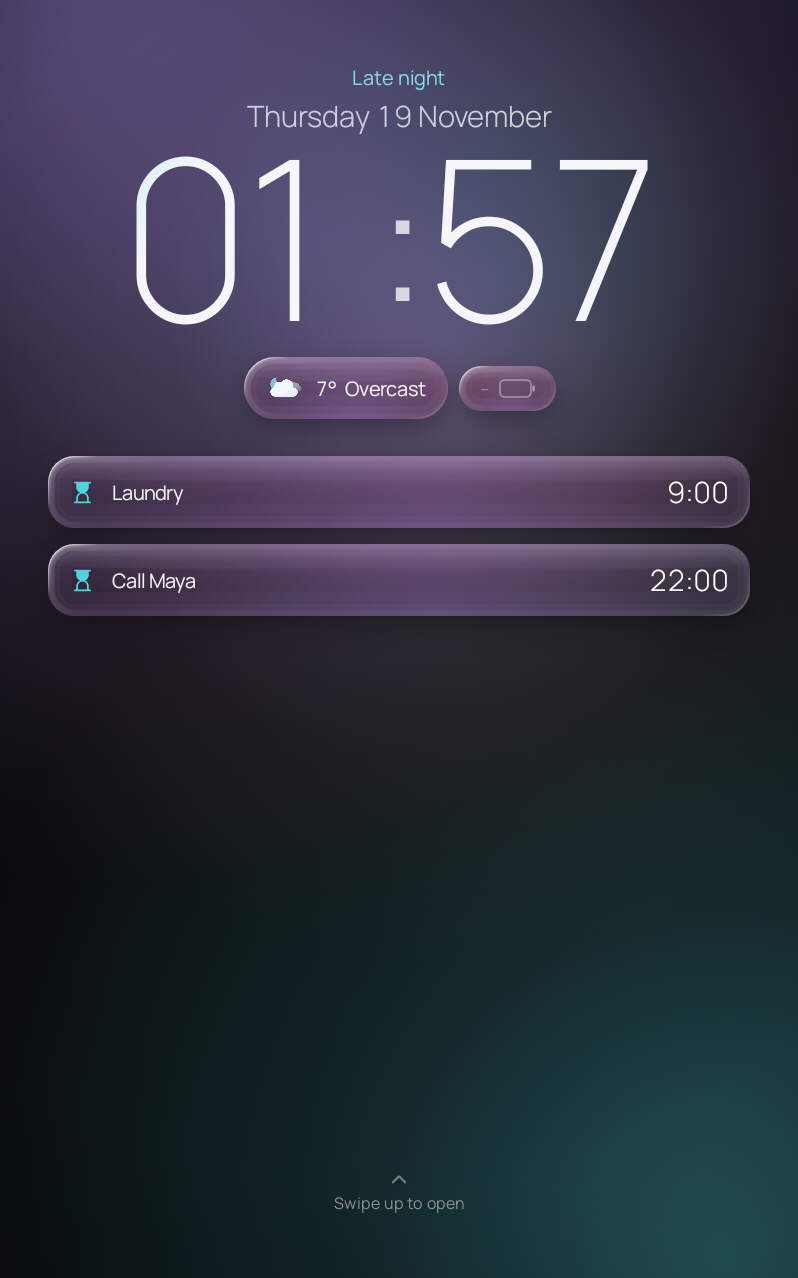 Late night
Thursday 19 November
01:57
7° Overcast
–
Laundry 9:00
Call Maya 22:00
Swipe up to open